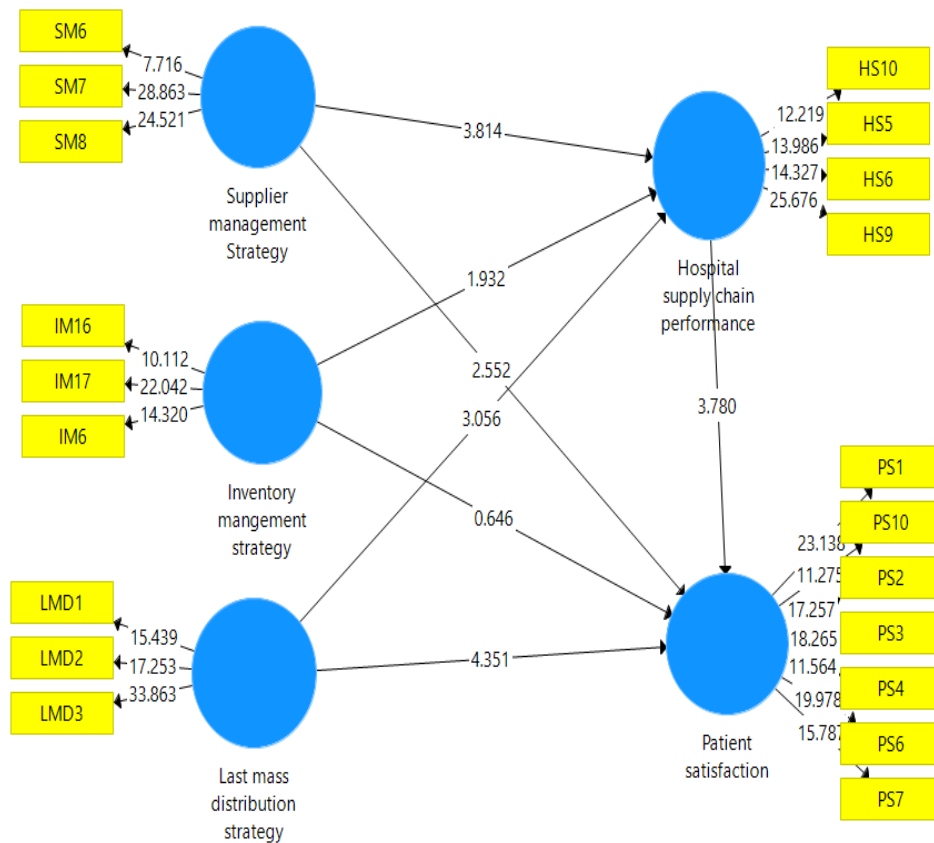 SM6
SM7
SM8
7.716
28.863
24.521
Supplier
management
Strategy
3.814
HS10
HS5
HS6
HS9
12.219
13.986
14.327
25.676
Hospital
supply chain
performance
1.932
2.552
3.056
3.780
IM16
IM17
IM6
10.112
22.042
14.320
Inventory
mangement
strategy
0.646
LMD1
LMD2
LMD3
15.439
17.253
33.863
Last mass
distribution
strategy
4.351
PS1
PS10
PS2
PS3
PS4
PS6
PS7
23.138
11.275
17.257
18.265
11.564
19.978
15.787
Patient
satisfaction